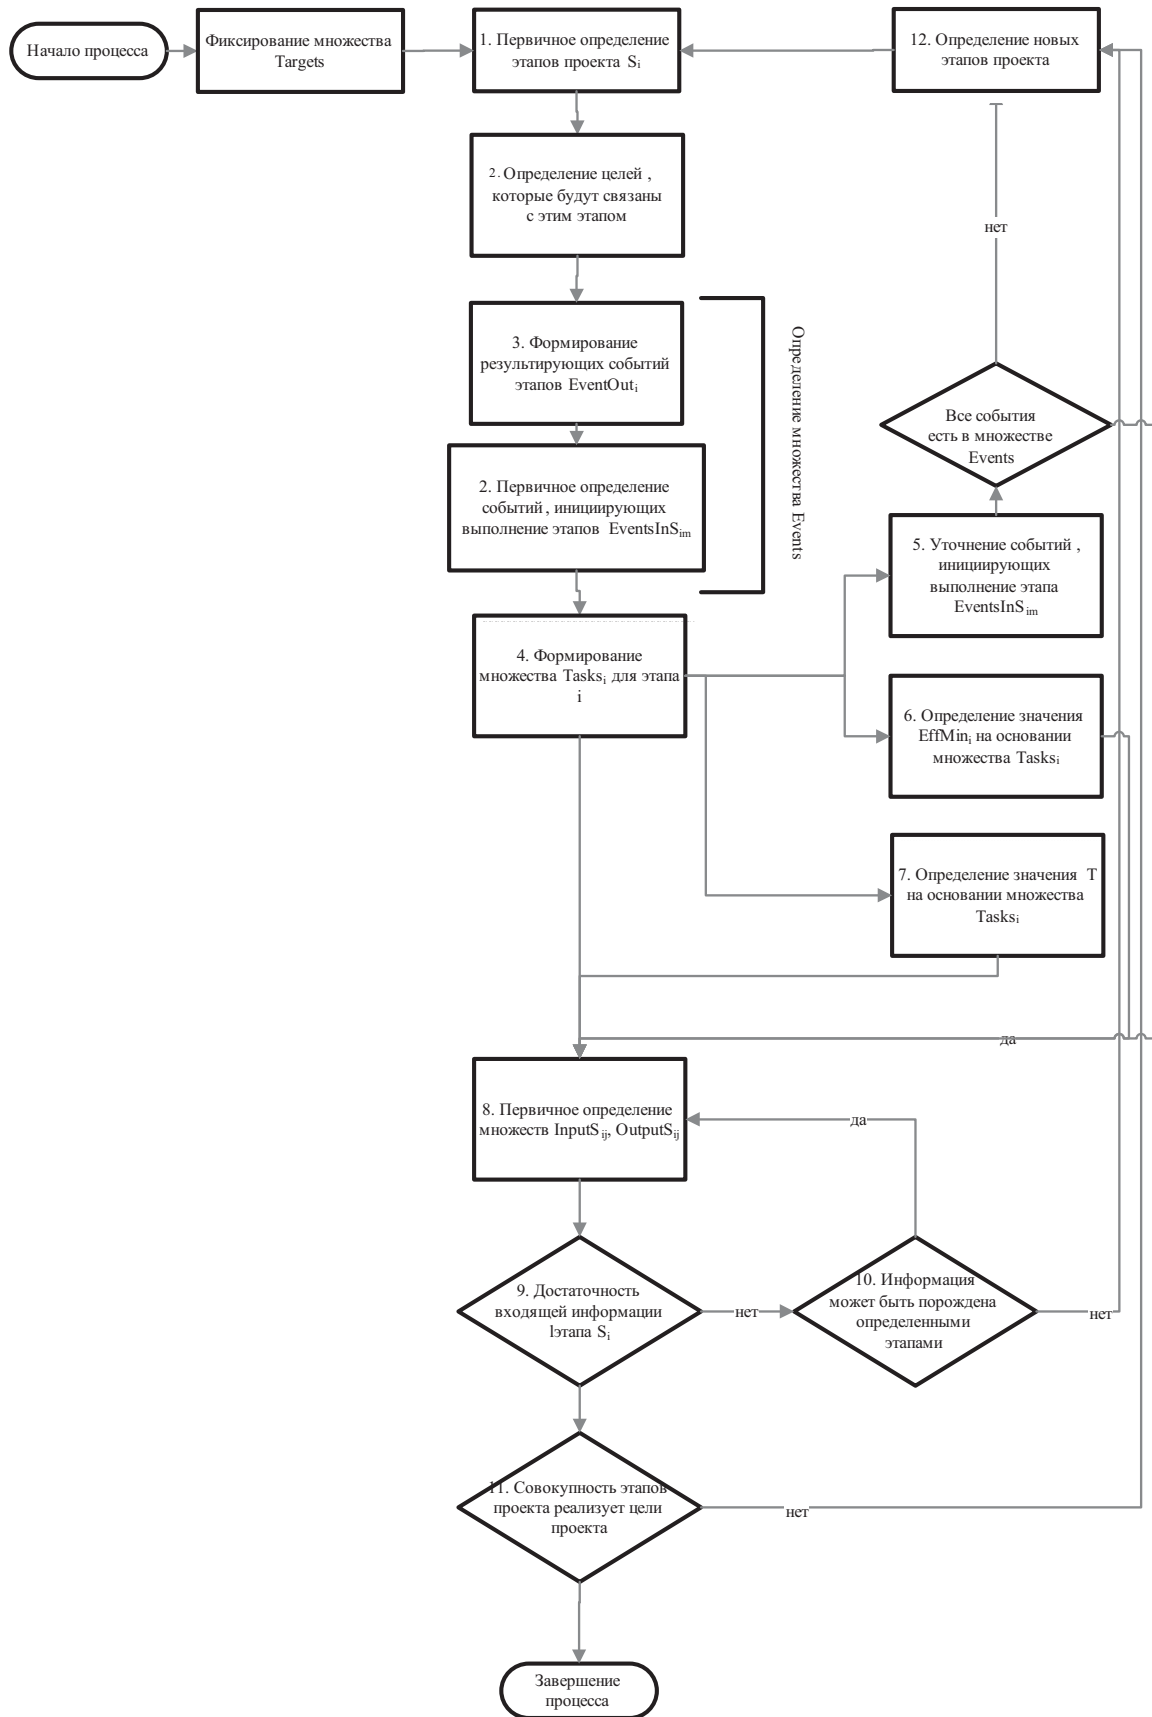 Начало процесса
Фиксирование множества
Targets
1. Первичное определение
этапов проекта Si
12. Определение новых
этапов проекта
2. Определение целей ,
которые будут связаны
с этим этапом
нет
3. Формирование
результирующих событий
этапов EventOuti
Определение множества Events
Все события
есть в множестве
Events
2. Первичное определение
событий , инициирующих
выполнение этапов EventsInSim
5. Уточнение событий ,
инициирующих
выполнение этапа
EventsInSim
4. Формирование
множества Tasksi для этапа
i
6. Определение значения
EffMini на основании
множества Tasksi
7. Определение значения T
на основании множества
Tasksi
да
8. Первичное определение
множеств InputSij, OutputSij
да
9. Достаточность
входящей информации
lэтапа Si
нет
10. Информация
может быть порождена
определенными
этапами
нет
11. Совокупность этапов
проекта реализует цели
проекта
нет
Завершение
процесса